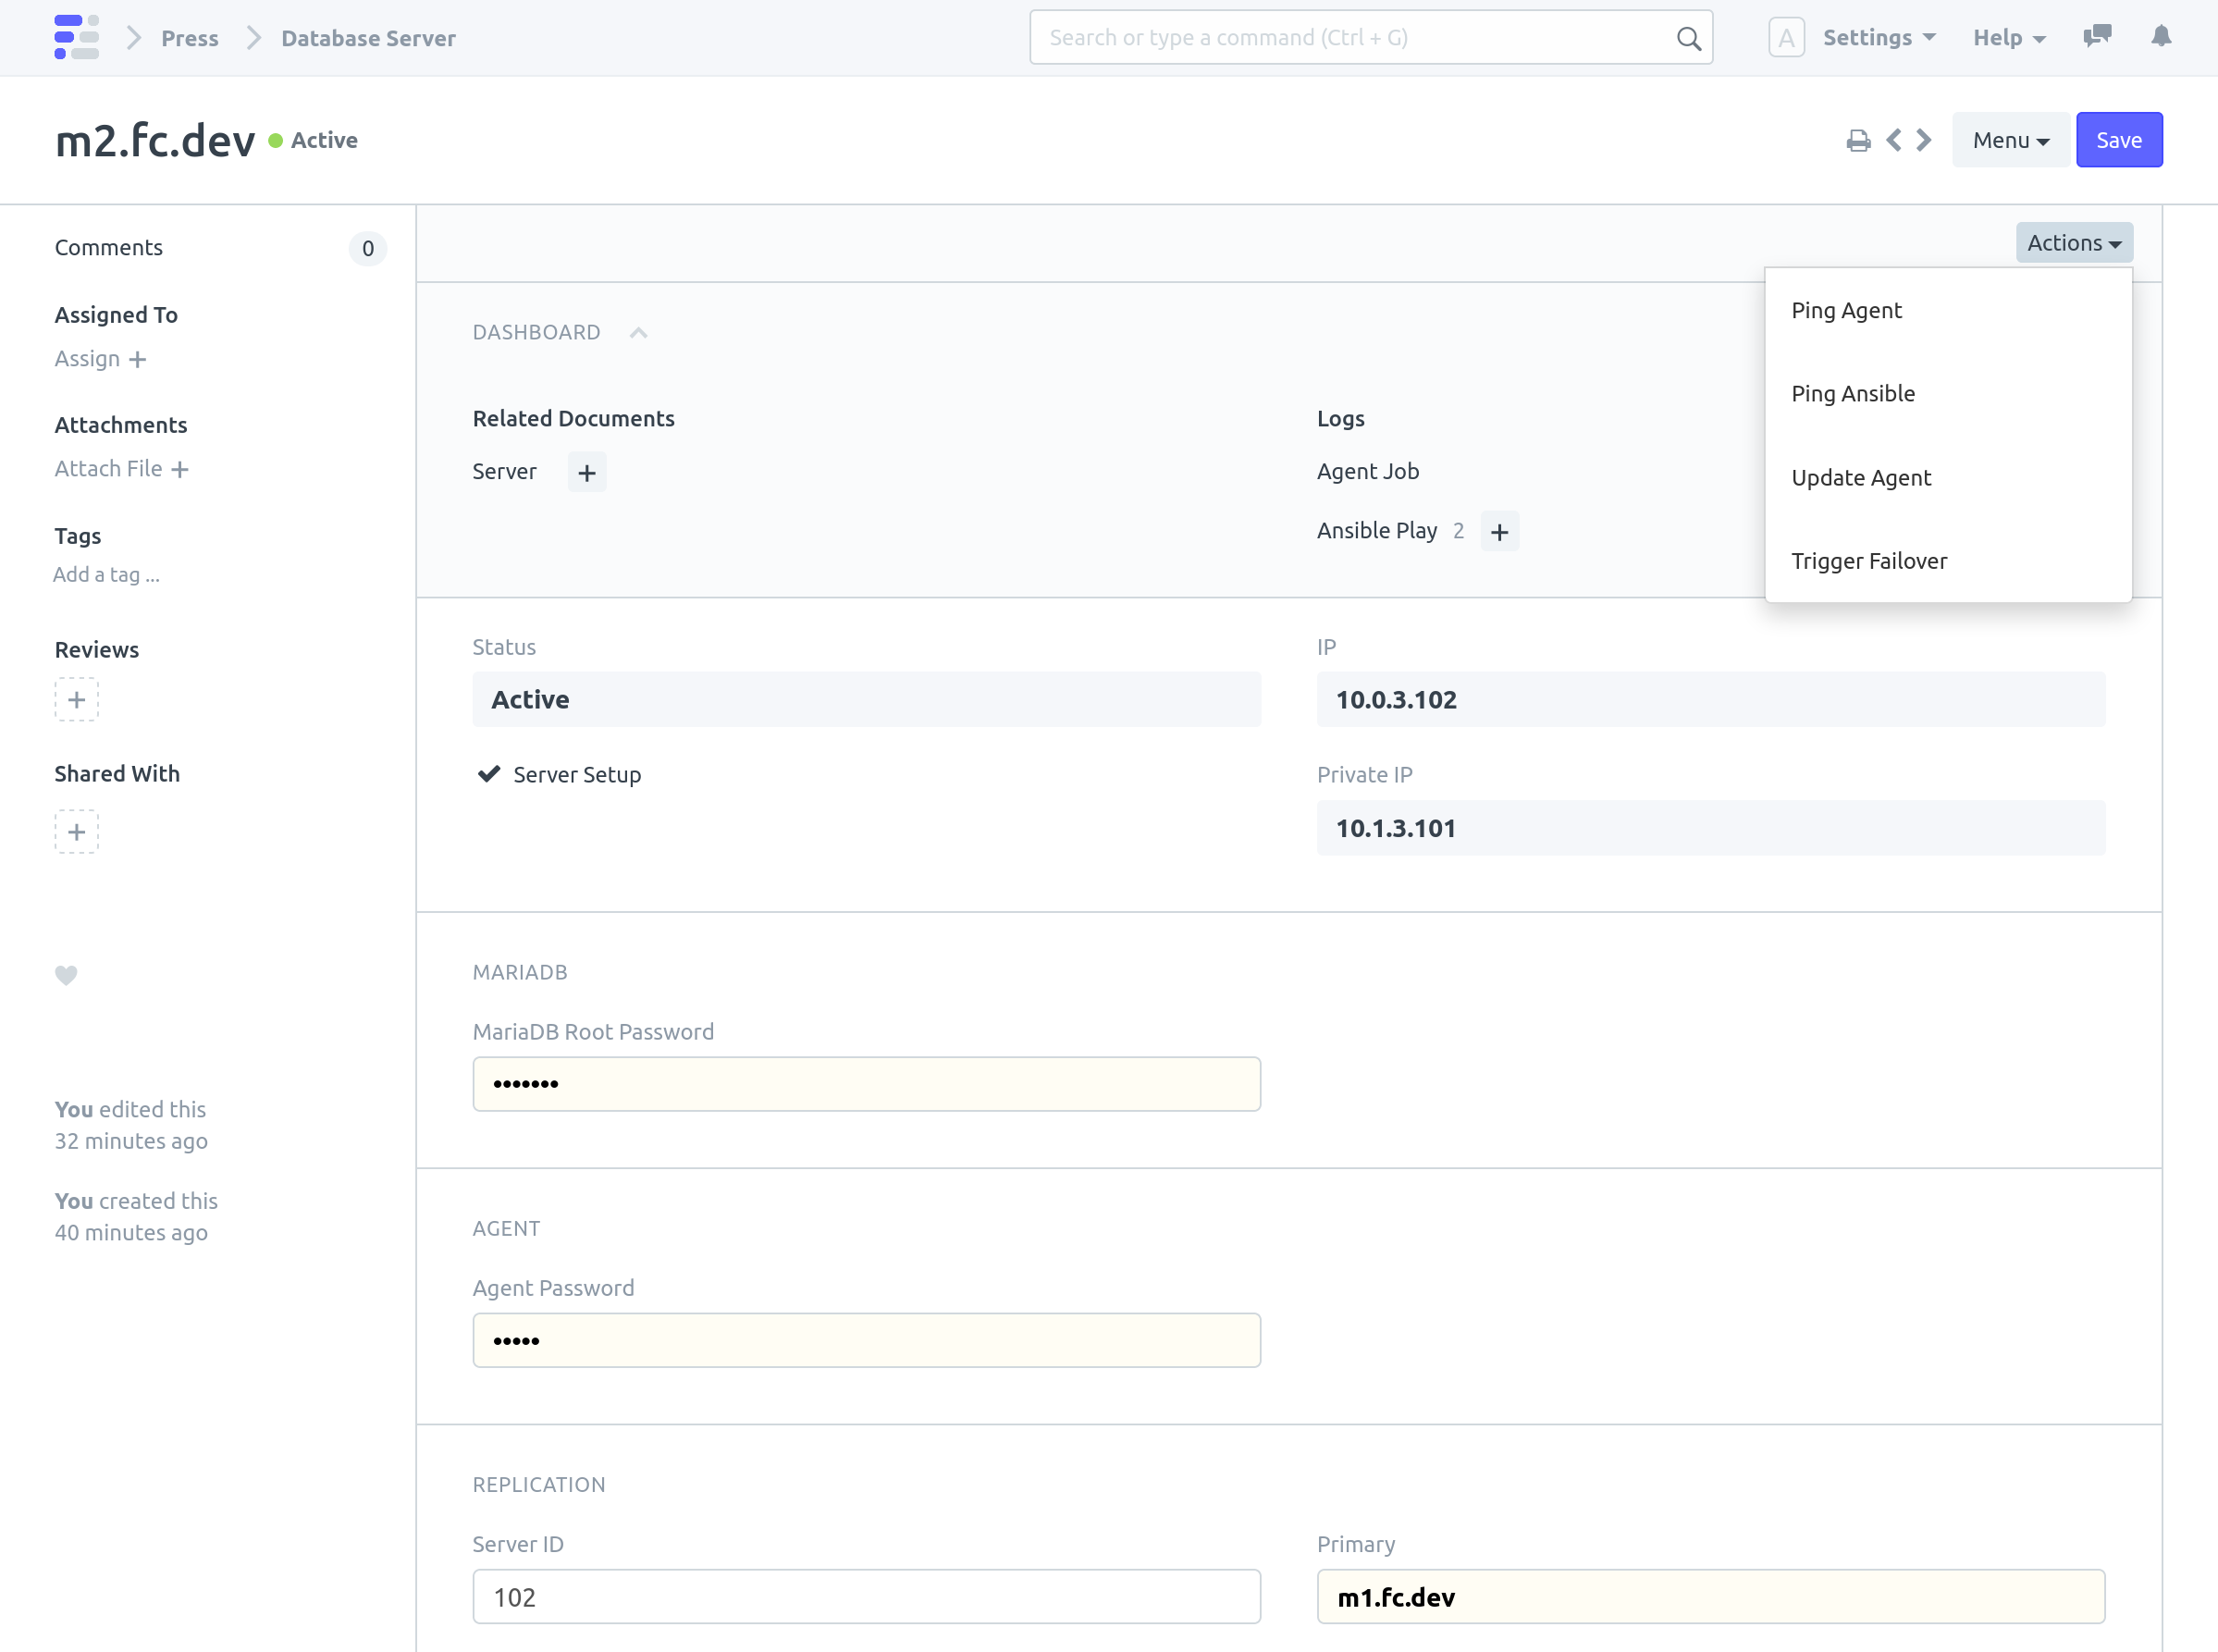 Press
Database Server
Search or type a command (Ctrl + G)
A
Settings
Help
m2.fc.dev
Active
Menu
Save
Comments
0
Assigned To
Assign +
Attachments
Attach File +
Tags
Add a tag ...
Reviews
+
Shared With
+
You edited this
32 minutes ago
You created this
40 minutes ago
Actions
Ping Agent
Ping Ansible
Update Agent
Trigger Failover
DASHBOARD
Related Documents
Server +
Logs
Agent Job
Ansible Play 2 +
Status
Active
Server Setup
IP
10.0.3.102
Private IP
10.1.3.101
MARIADB
MariaDB Root Password
•••••••
AGENT
Agent Password
•••••
REPLICATION
Server ID
102
Primary
m1.fc.dev